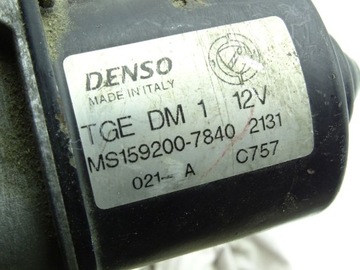 DENSO
MADE IN ITALY
TGE DM 1 12V
MS159200-7840 2131
021- A C757